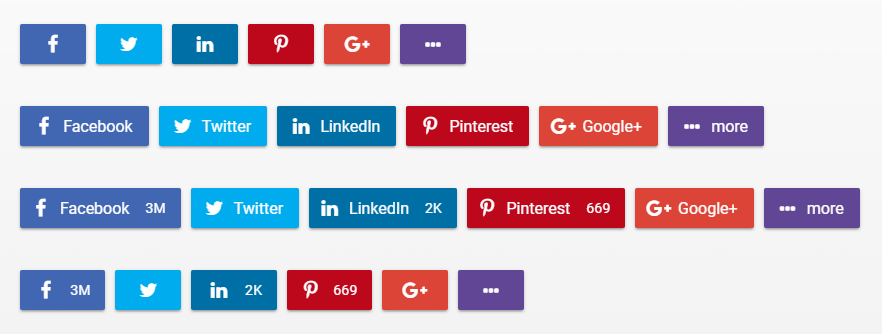 f in G+
f Facebook Twitter in LinkedIn Pinterest G+ Google+ more
f Facebook 3M Twitter in LinkedIn 2K Pinterest 669 G+ Google+ more
f 3M in 2K 669 G+